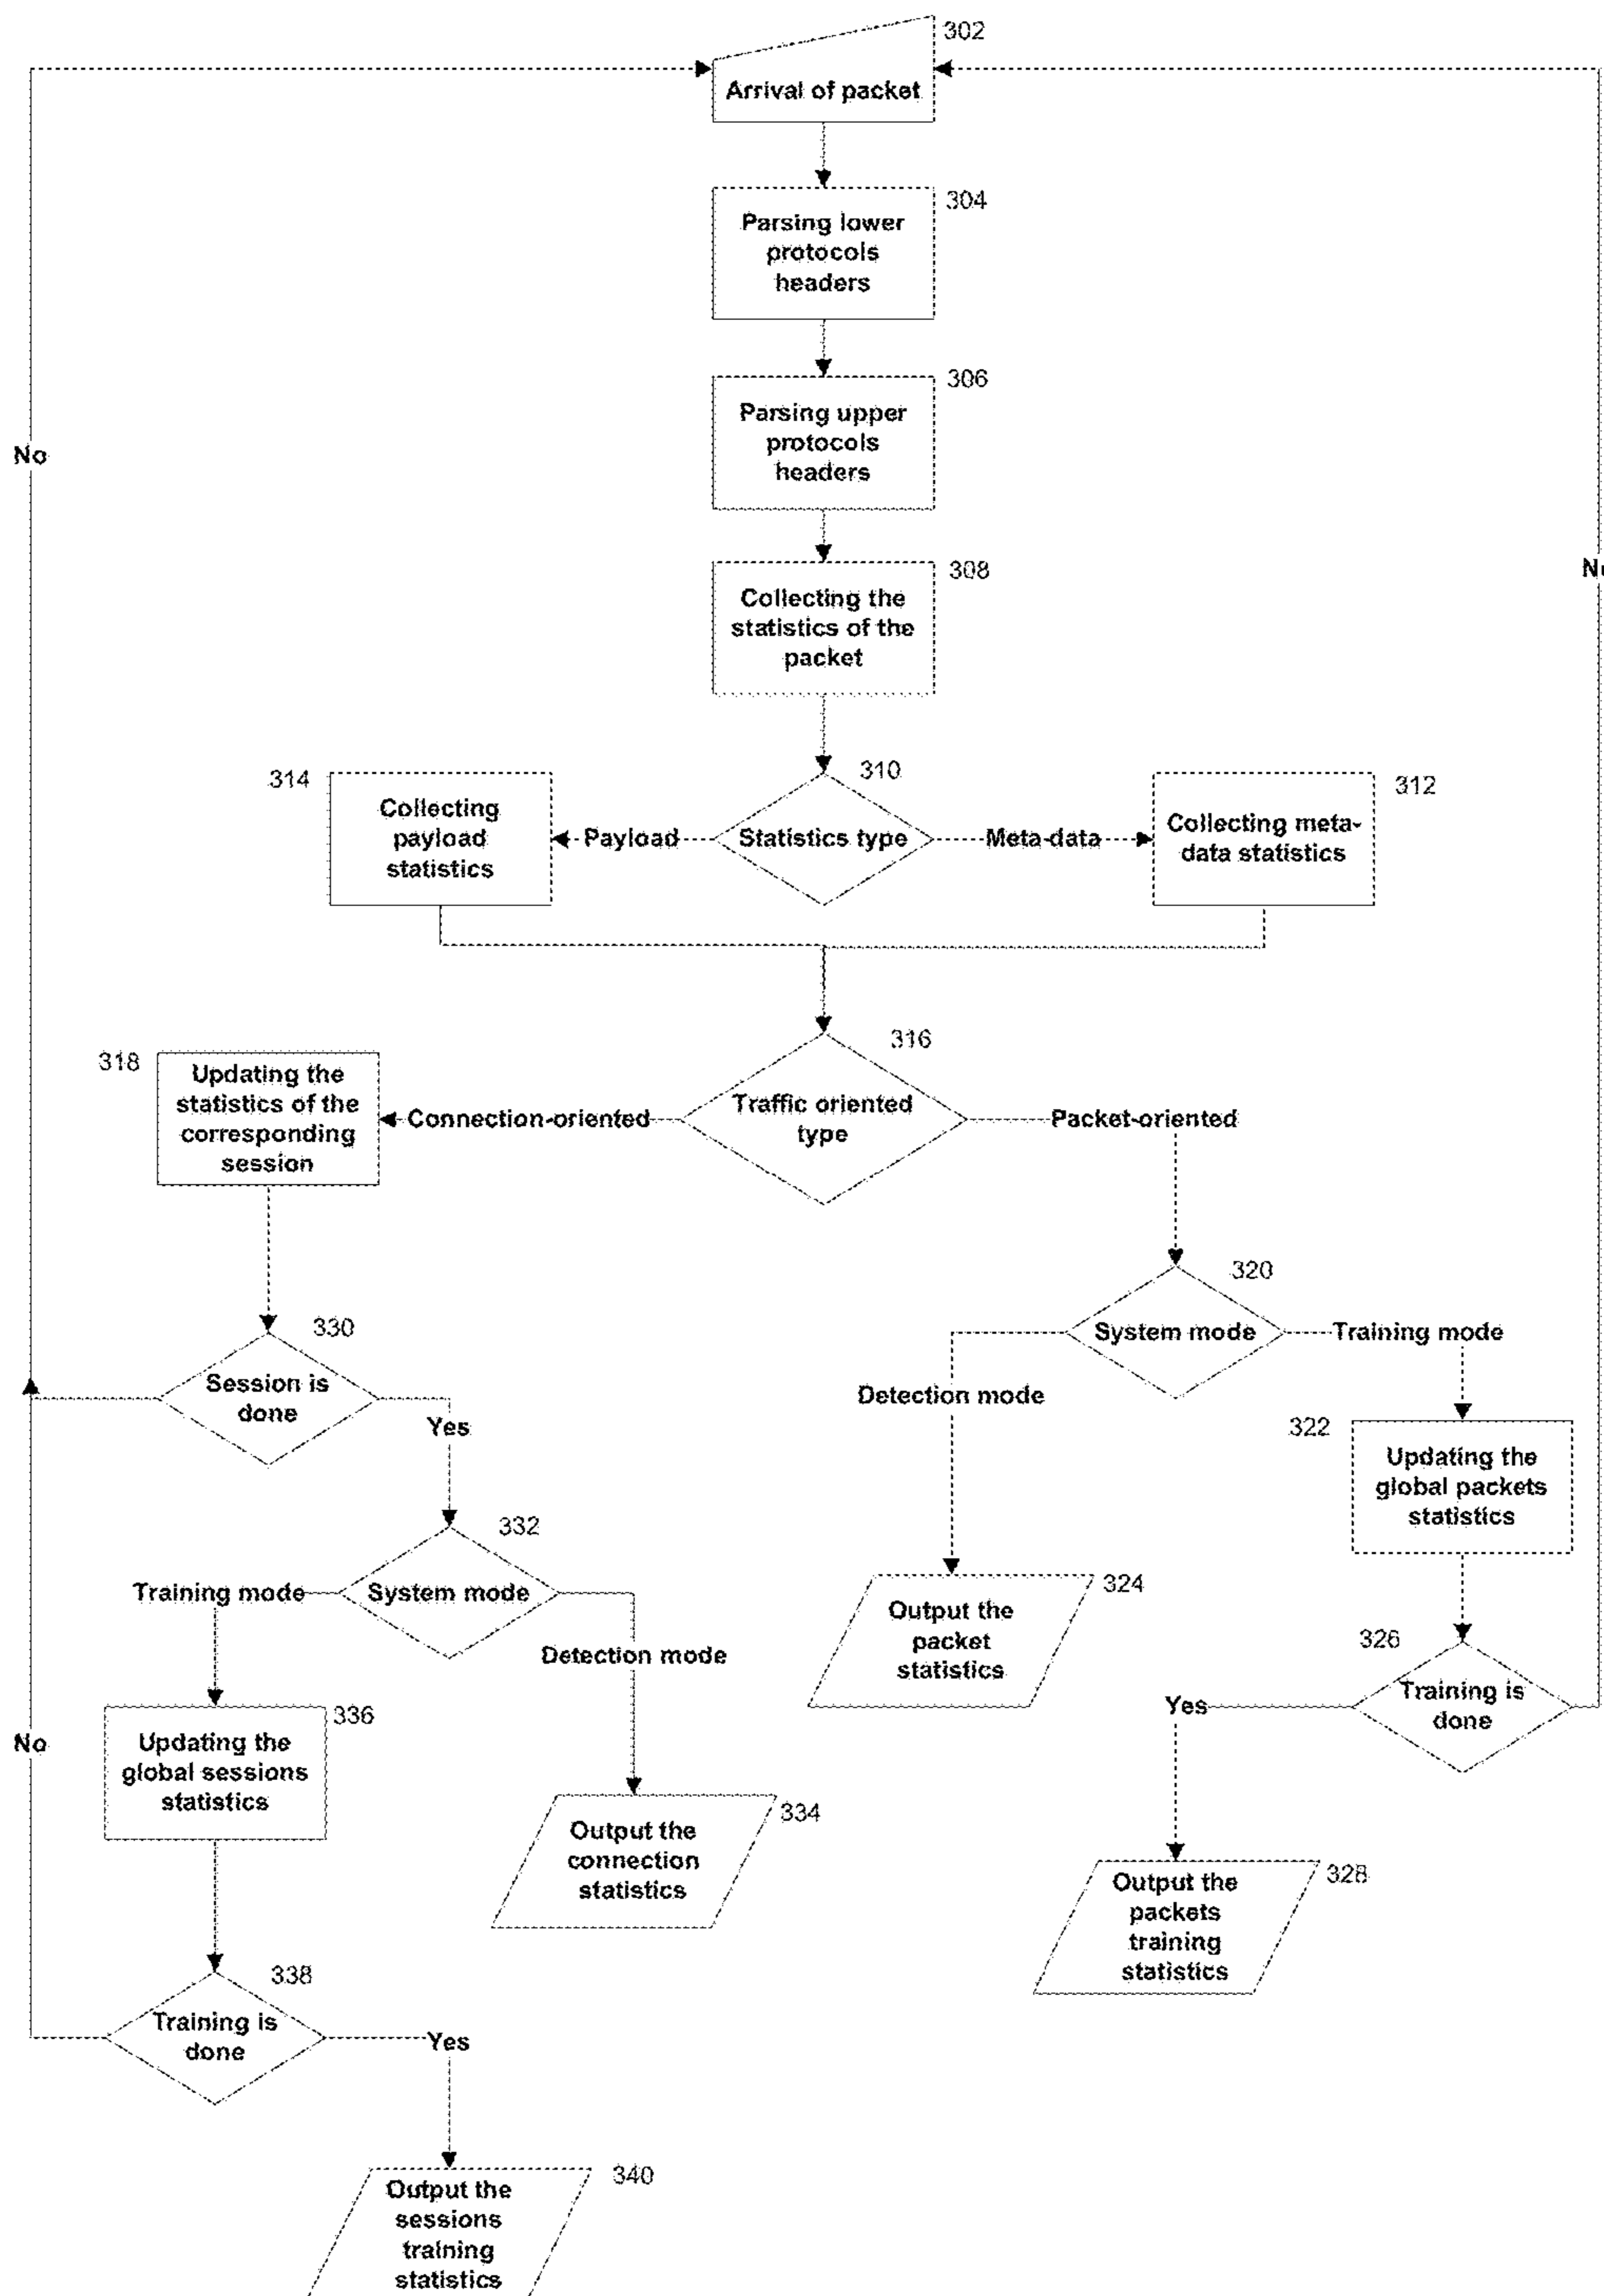 302
Arrival of packet
304
Parsing lower
protocols
headers
306
Parsing upper
protocols
headers
No
308
Collecting the
statistics of the
packet
314
Collecting
payload
statistics
Payload
310
Statistics type
Meta-data
312
Collecting meta-
data statistics
316
Traffic oriented
type
318
Updating the
statistics of the
corresponding
session
Connection-oriented
Packet-oriented
320
System mode
Training mode
Detection mode
330
Session is
done
Yes
322
Updating the
global packets
statistics
332
System mode
Training mode
Detection mode
324
Output the
packet
statistics
326
Training is
done
Yes
336
Updating the
global sessions
statistics
No
334
Output the
connection
statistics
328
Output the
packets
training
statistics
338
Training is
done
Yes
340
Output the
sessions
training
statistics